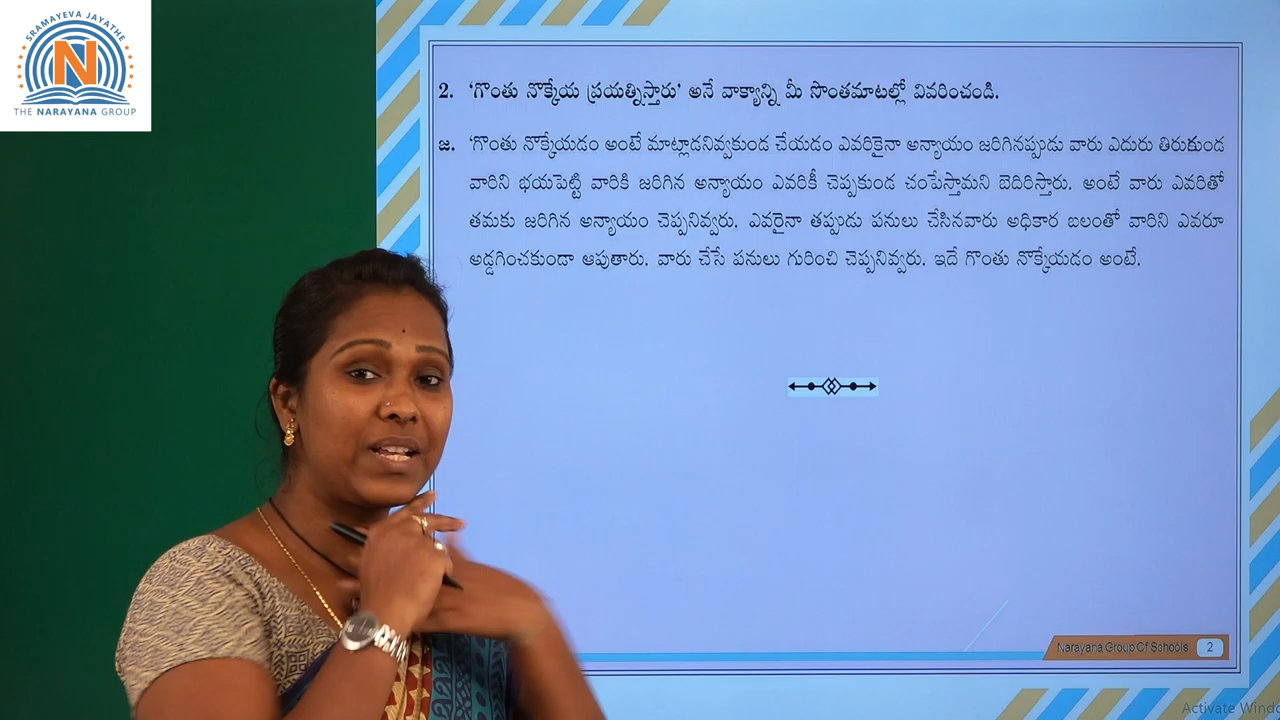 SRAMAYEVA JAYATHE
N
THE NARAYANA GROUP
2. ‘గొంతు నొక్కేయ ప్రయత్నిస్తారు’ అనే వాక్యాన్ని మీ సొంతమాటల్లో వివరించండి.
జ. ‘గొంతు నొక్కేయడం అంటే మాట్లాడనివ్వకుండ చేయడం ఎవరికైనా అన్యాయం జరిగినప్పుడు వారు ఎదురు తిరుకుండ
వారిని భయపెట్టి వారికి జరిగిన అన్యాయం ఎవరికీ చెప్పకుండ చంపేస్తామని బెదిరిస్తారు. అంటే వారు ఎవరితో
తమకు జరిగిన అన్యాయం చెప్పనివ్వరు. ఎవరైనా తప్పుడు పనులు చేసినవారు అధికార బలంతో వారిని ఎవరూ
అడ్డగించకుండా ఆపుతారు. వారు చేసే పనులు గురించి చెప్పనివ్వరు. ఇదే గొంతు నొక్కేయడం అంటే.
Narayana Group Of Schools 2
Activate Windo